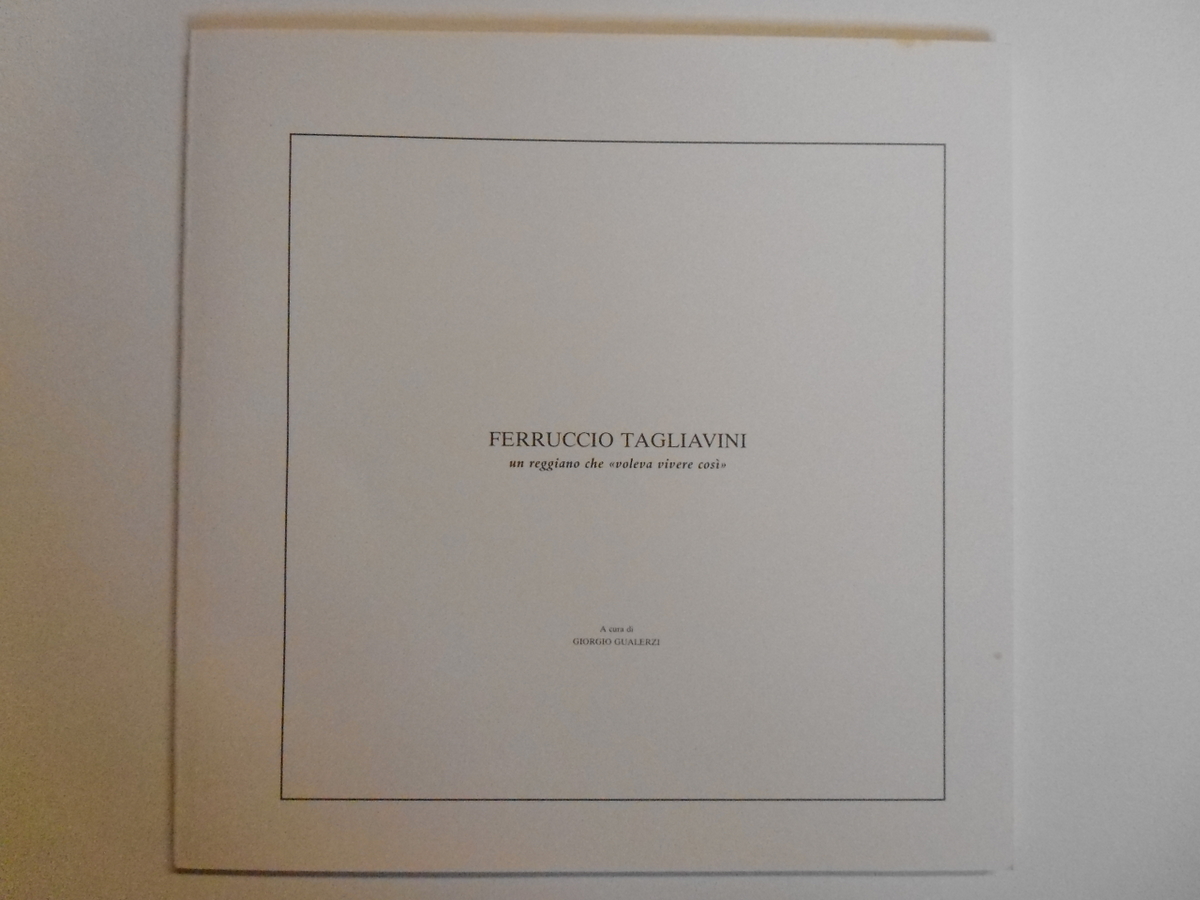 FERRUCCIO TAGLIAVINI
un reggiano che «voleva vivere così»
A cura di
GIORGIO GUALERZI